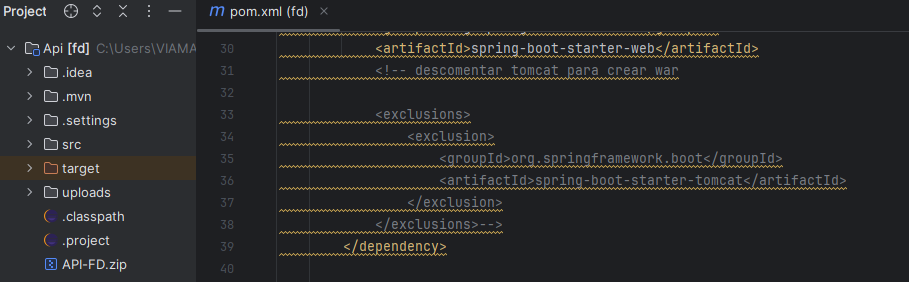 Project
pom.xml (fd)
Api [fd] C:\Users\VIAMA
.idea
.mvn
.settings
src
target
uploads
.classpath
.project
API-FD.zip
30 <artifactId>spring-boot-starter-web</artifactId>
31 <!-- descomentar tomcat para crear war
32
33 <exclusions>
34 <exclusion>
35 <groupId>org.springframework.boot</groupId>
36 <artifactId>spring-boot-starter-tomcat</artifactId>
37 </exclusion>
38 </exclusions>-->
39 </dependency>
40